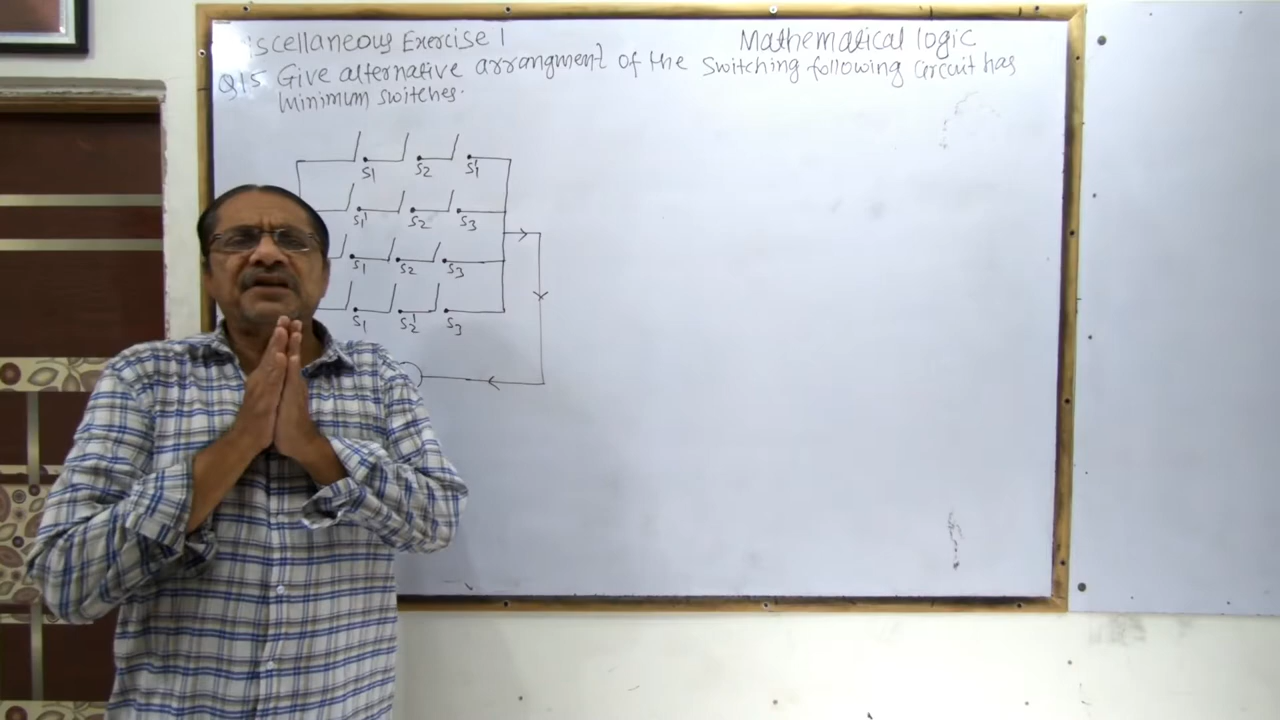 iscellaneous Exercise 1 Mathematical logic
Q15. Give alternative arrangment of the switching following circuit has
minimum switches.
S1 S2 S1'
S1' S2 S3
S1 S2 S3
S1 S2' S3